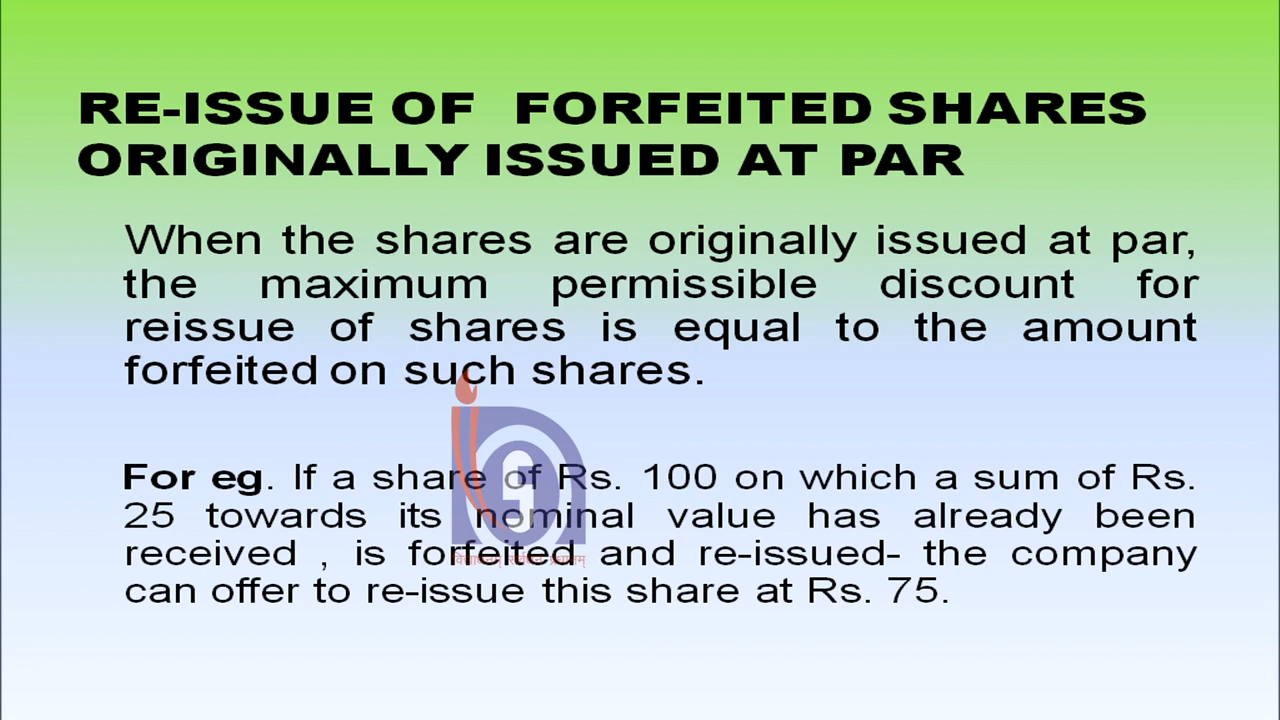 RE-ISSUE OF FORFEITED SHARES
ORIGINALLY ISSUED AT PAR
When the shares are originally issued at par,
the maximum permissible discount for
reissue of shares is equal to the amount
forfeited on such shares.
For eg. If a share of Rs. 100 on which a sum of Rs.
25 towards its nominal value has already been
received , is forfeited and re-issued- the company
can offer to re-issue this share at Rs. 75.